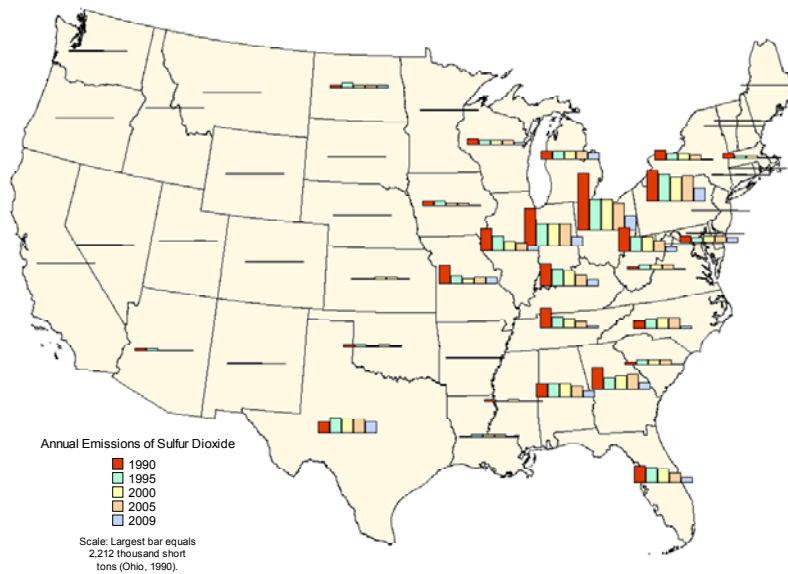 Annual Emissions of Sulfur Dioxide
1990
1995
2000
2005
2009
Scale: Largest bar equals
2,212 thousand short
tons (Ohio, 1990).